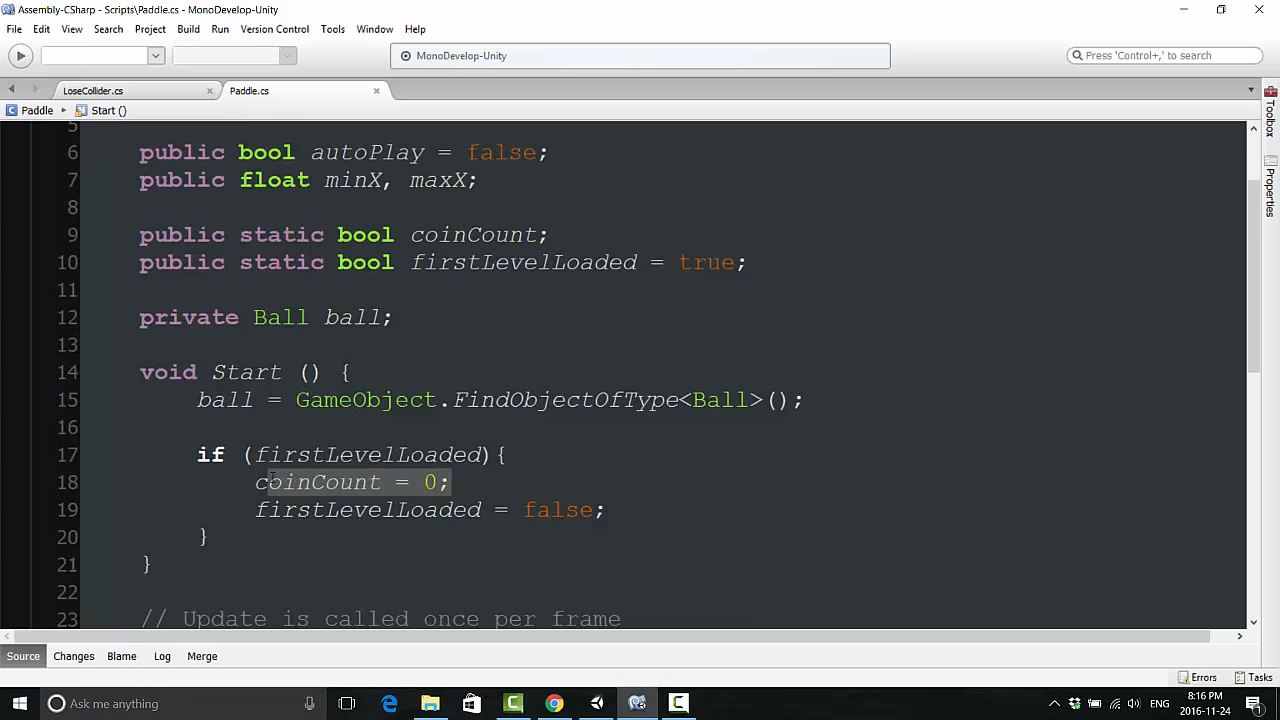 Assembly-CSharp - Scripts\Paddle.cs - MonoDevelop-Unity
File Edit View Search Project Build Run Version Control Tools Window Help
MonoDevelop-Unity
Press 'Control+,' to search
LoseCollider.cs
Paddle.cs
Paddle
Start ()
5
6 public bool autoPlay = false;
7 public float minX, maxX;
8
9 public static bool coinCount;
10 public static bool firstLevelLoaded = true;
11
12 private Ball ball;
13
14 void Start () {
15 ball = GameObject.FindObjectOfType<Ball>();
16
17 if (firstLevelLoaded){
18 coinCount = 0;
19 firstLevelLoaded = false;
20 }
21 }
22
23 // Update is called once per frame
Toolbox
Properties
Source Changes Blame Log Merge
Errors Tasks
Ask me anything
ENG
8:16 PM
2016-11-24